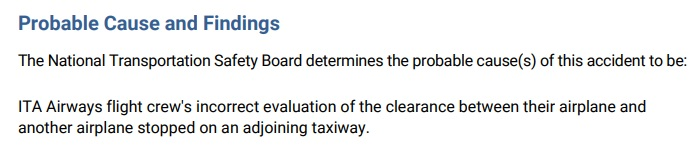 Probable Cause and Findings
The National Transportation Safety Board determines the probable cause(s) of this accident to be:
ITA Airways flight crew's incorrect evaluation of the clearance between their airplane and
another airplane stopped on an adjoining taxiway.